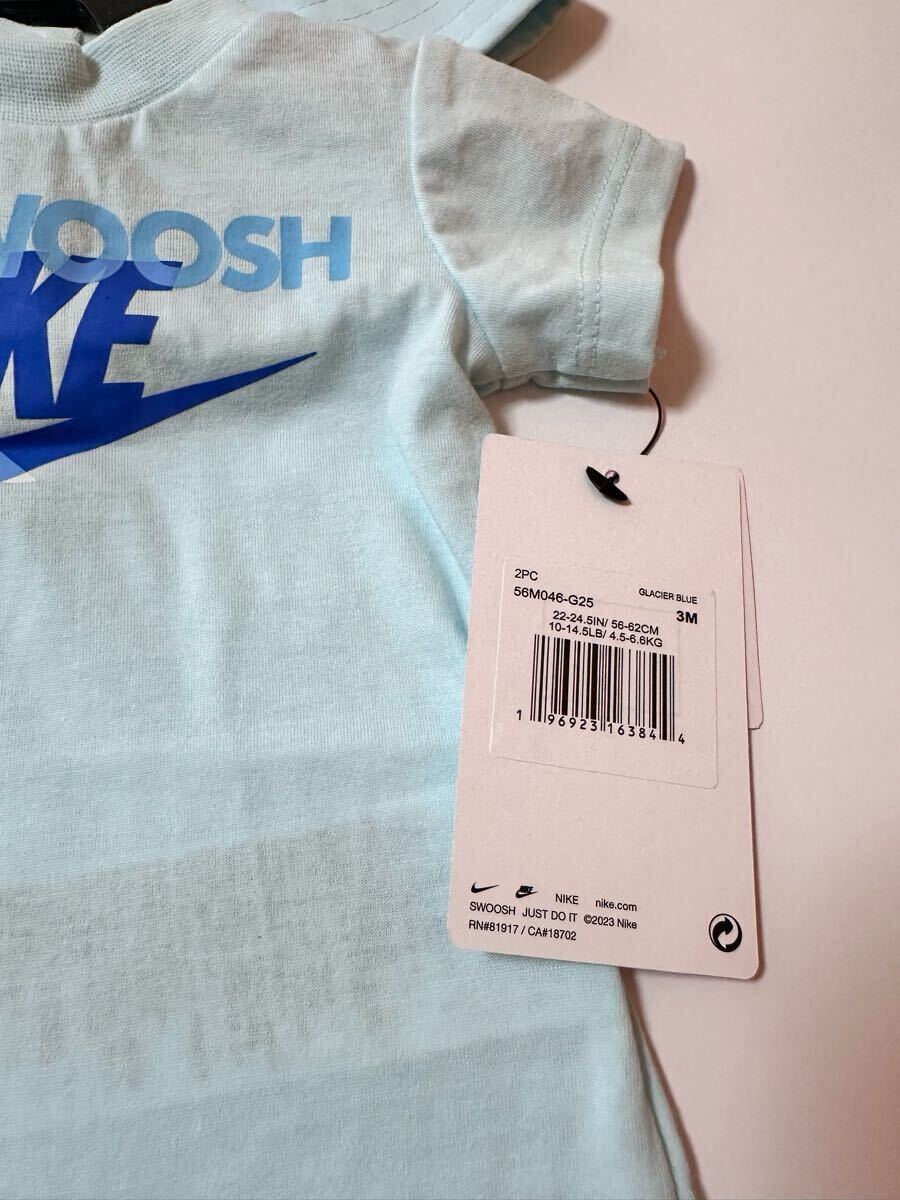 WOOSH
KE
2PC
56M046-G25
GLACIER BLUE
3M
22-24.5IN/ 56-62CM
10-14.5LB/ 4.5-6.6KG
1 96923 16384 4
NIKE nike.com
SWOOSH JUST DO IT ©2023 Nike
RN#81917 / CA#18702